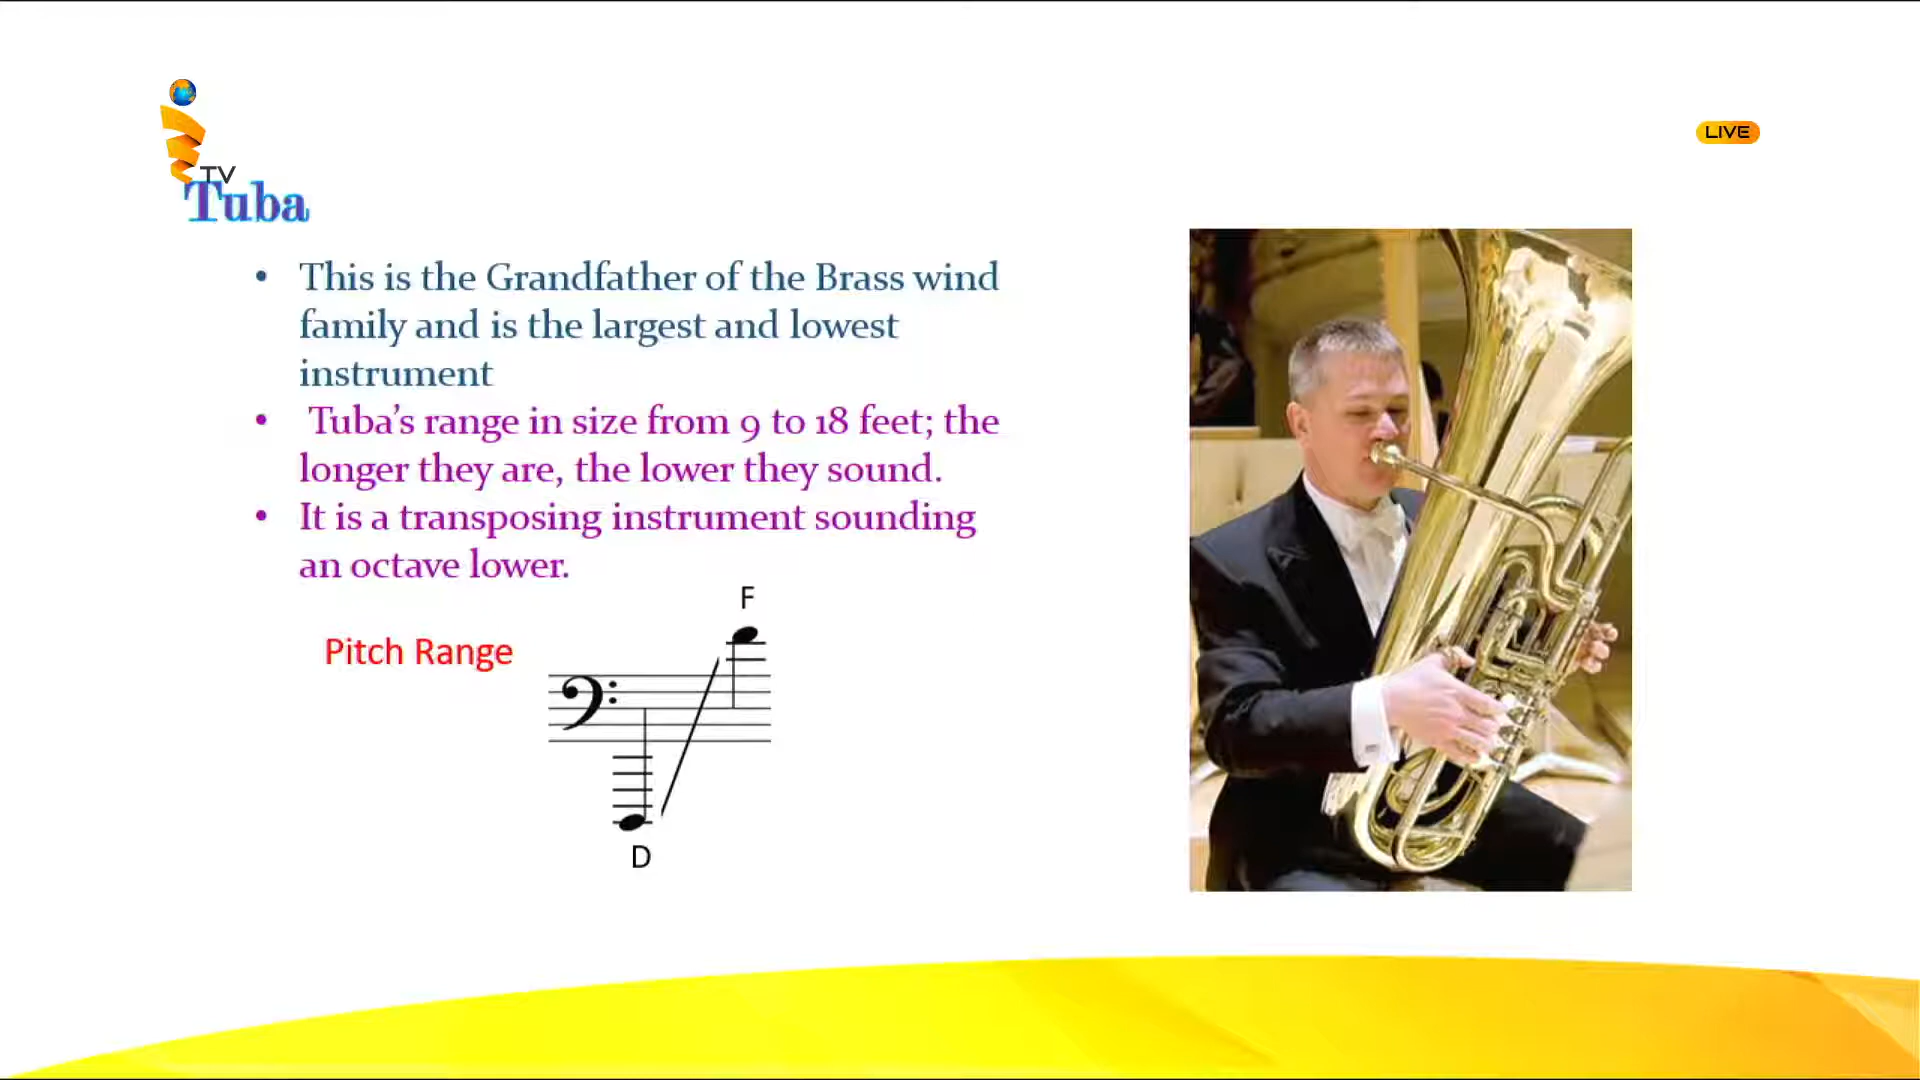 TV
LIVE
Tuba
• This is the Grandfather of the Brass wind
family and is the largest and lowest
instrument
• Tuba’s range in size from 9 to 18 feet; the
longer they are, the lower they sound.
• It is a transposing instrument sounding
an octave lower.
F
Pitch Range
D